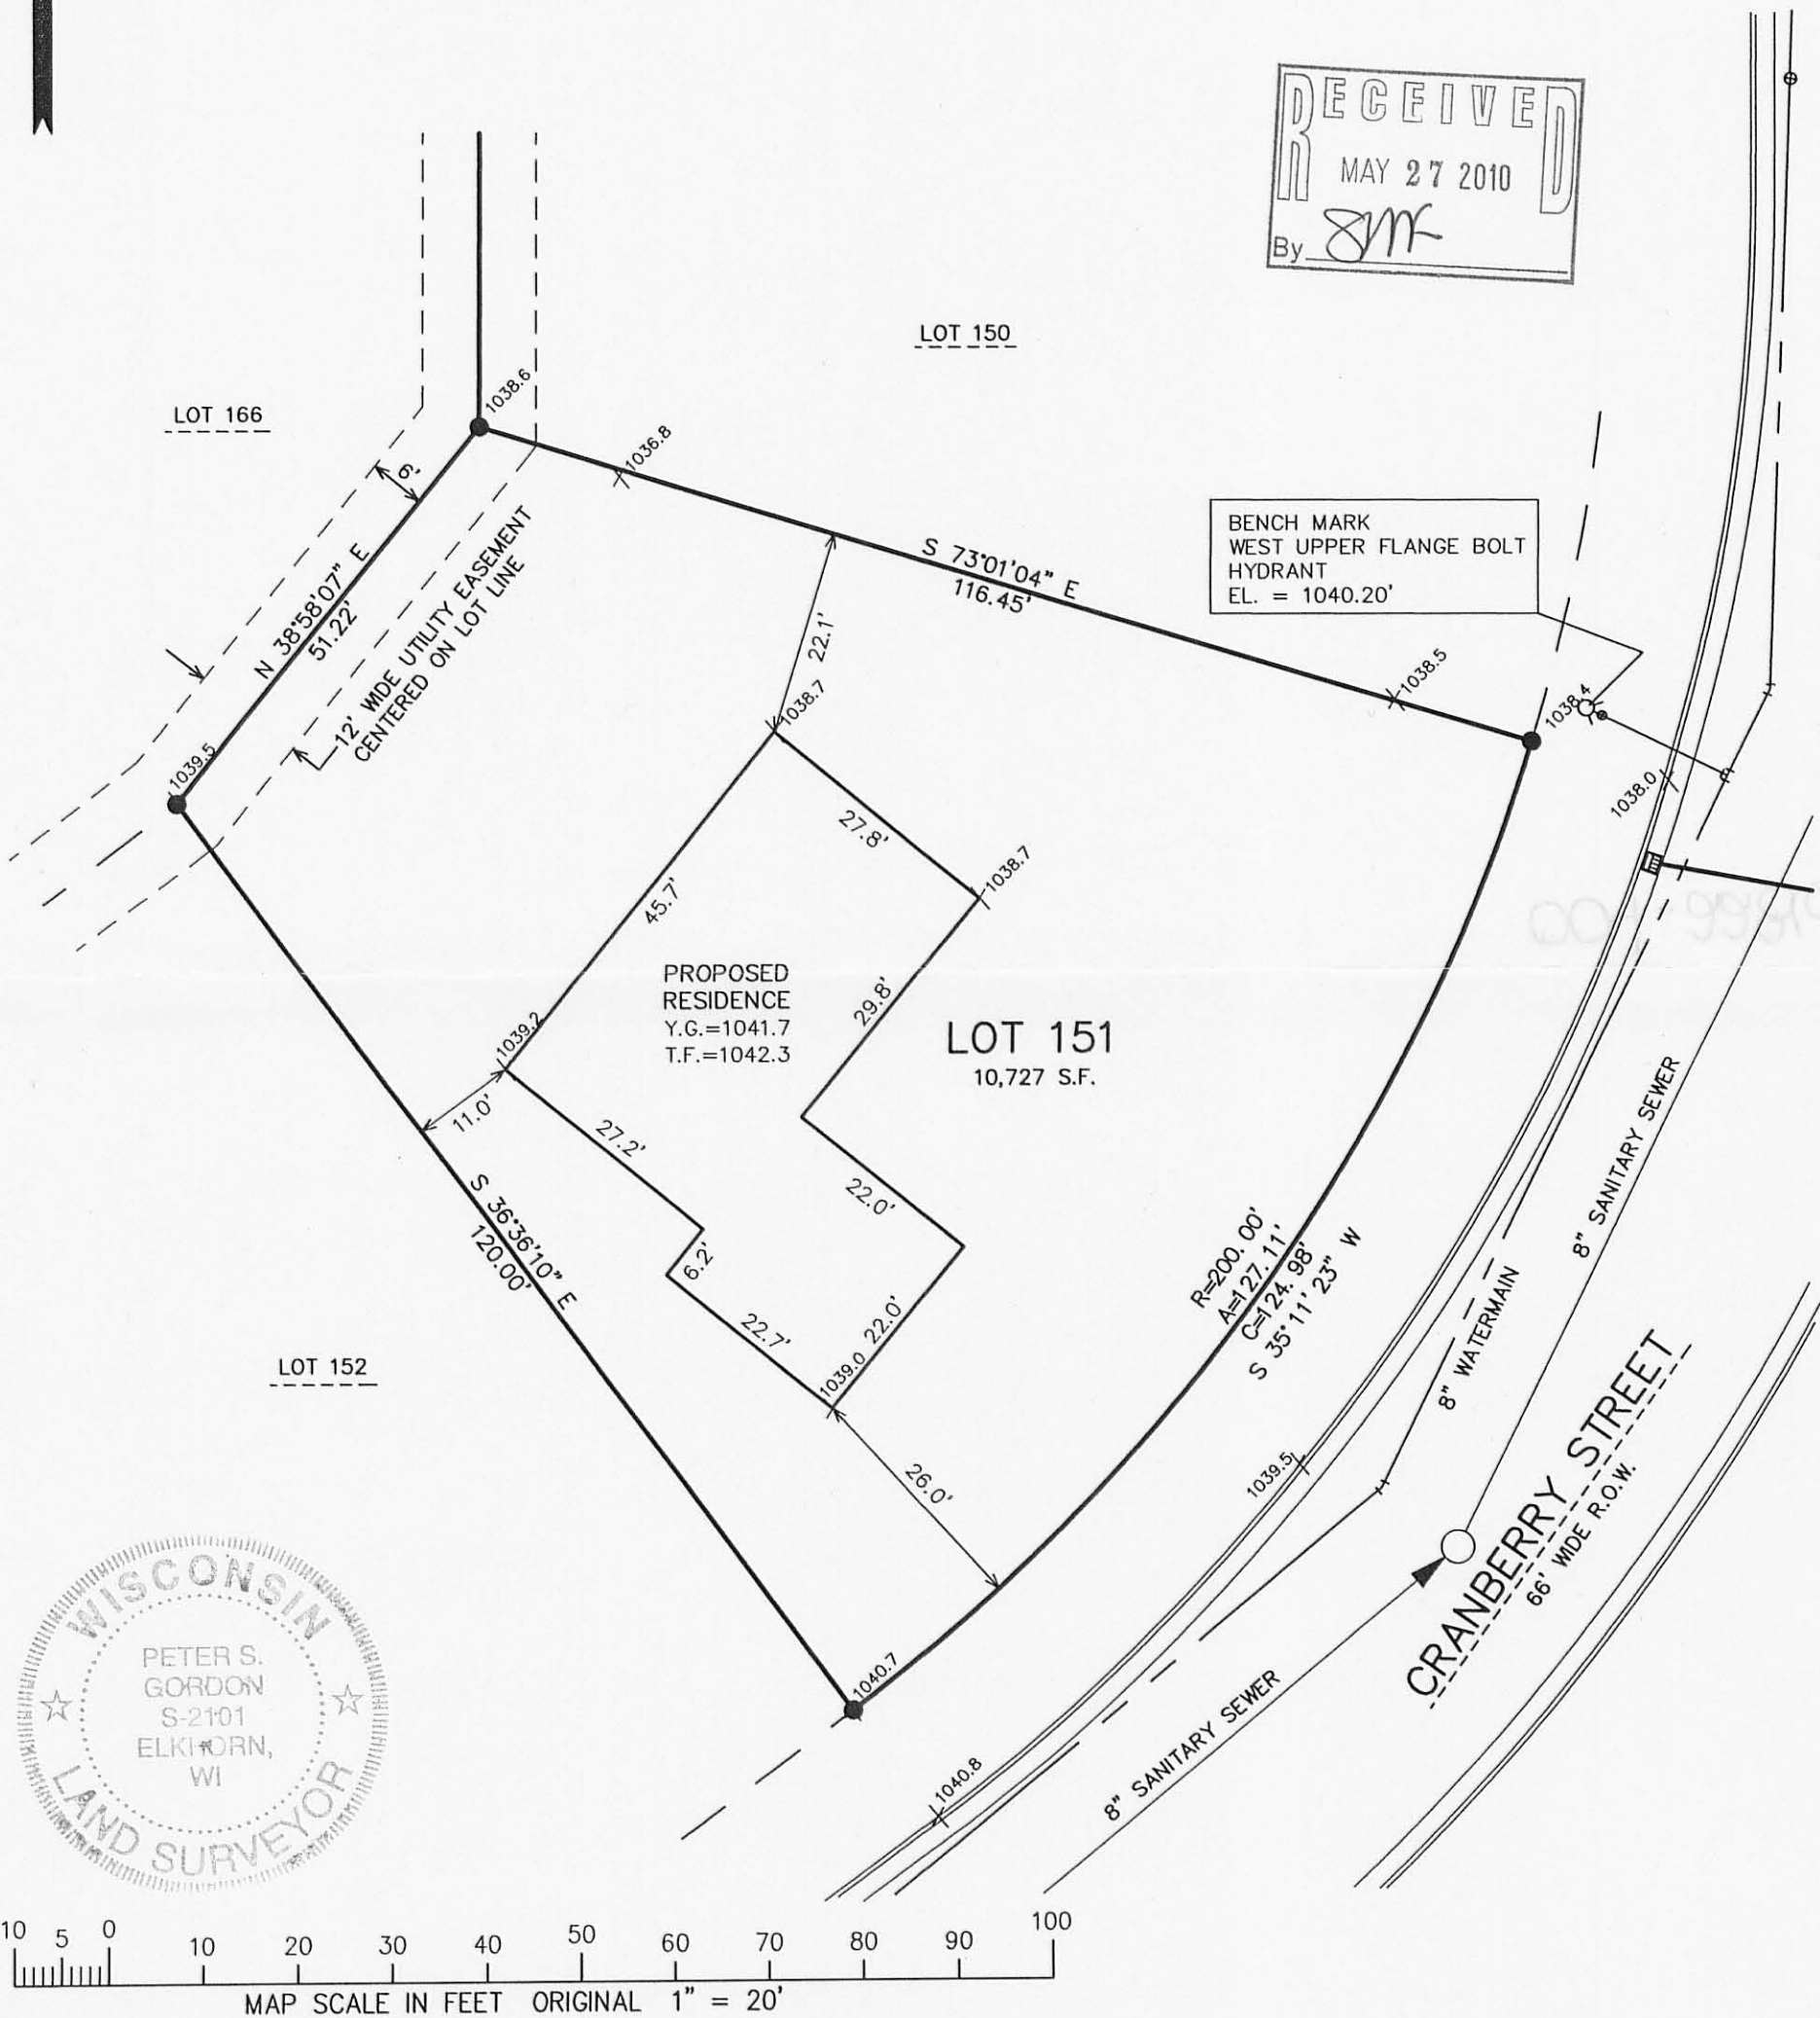 RECEIVED
MAY 27 2010
By
LOT 150
LOT 166
1038.6
1036.8
6'
BENCH MARK
WEST UPPER FLANGE BOLT
HYDRANT
EL. = 1040.20'
S 73°01'04" E
116.45'
N 38°58'07" E
51.22'
12' WIDE UTILITY EASEMENT
CENTERED ON LOT LINE
22.1'
1038.7
1038.5
1038.4
1038.0
1039.5
27.8'
1038.7
45.7'
29.8'
PROPOSED
RESIDENCE
Y.G.=1041.7
T.F.=1042.3
LOT 151
10,727 S.F.
1039.2
11.0'
27.2'
22.0'
6.2'
22.7'
22.0'
1039.0
S 36°36'10" E
120.00'
R=200.00'
A=127.11'
C=124.98'
S 35°11'23" W
8" SANITARY SEWER
8" WATERMAIN
LOT 152
26.0'
1039.5
CRANBERRY STREET
66' WIDE R.O.W.
1040.7
1040.8
8" SANITARY SEWER
WISCONSIN
PETER S.
GORDON
S-2101
ELKHORN,
WI
LAND SURVEYOR
10 5 0 10 20 30 40 50 60 70 80 90 100
MAP SCALE IN FEET ORIGINAL 1" = 20'